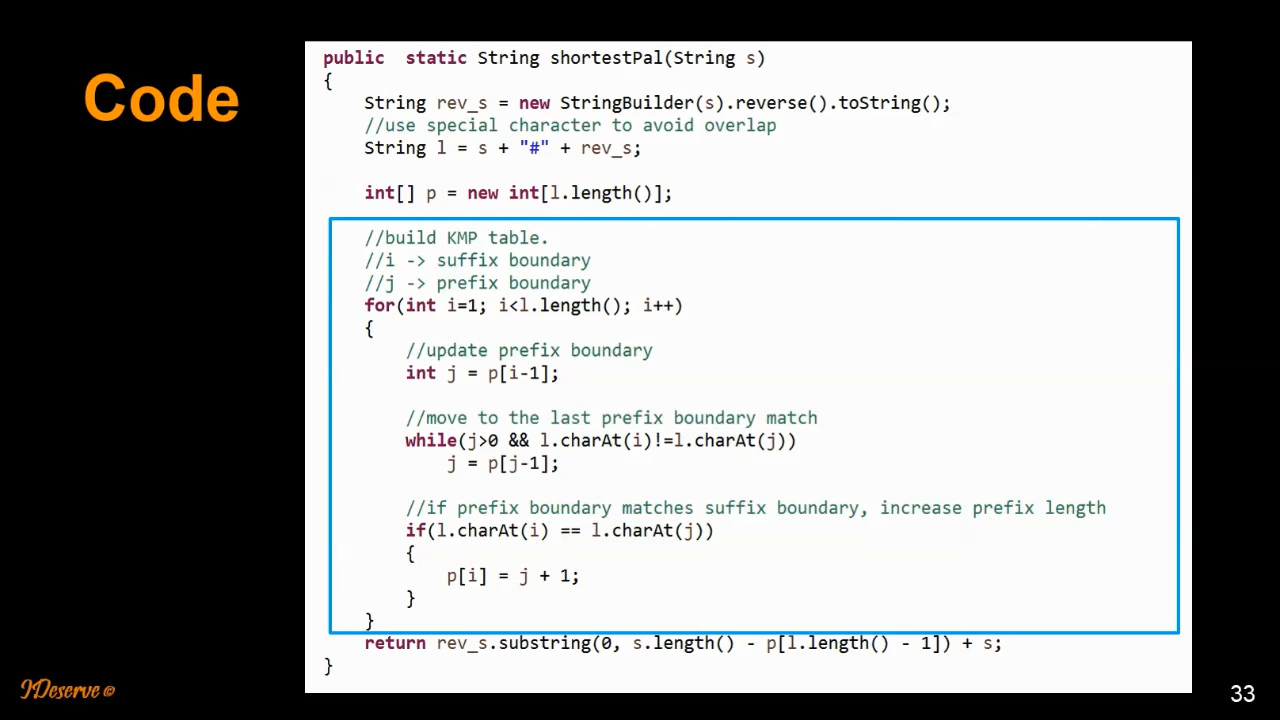 Code
public static String shortestPal(String s)
{
String rev_s = new StringBuilder(s).reverse().toString();
//use special character to avoid overlap
String l = s + "#" + rev_s;
int[] p = new int[l.length()];
//build KMP table.
//i -> suffix boundary
//j -> prefix boundary
for(int i=1; i<l.length(); i++)
{
//update prefix boundary
int j = p[i-1];
//move to the last prefix boundary match
while(j>0 && l.charAt(i)!=l.charAt(j))
j = p[j-1];
//if prefix boundary matches suffix boundary, increase prefix length
if(l.charAt(i) == l.charAt(j))
{
p[i] = j + 1;
}
}
return rev_s.substring(0, s.length() - p[l.length() - 1]) + s;
}
IDeserve ©
33